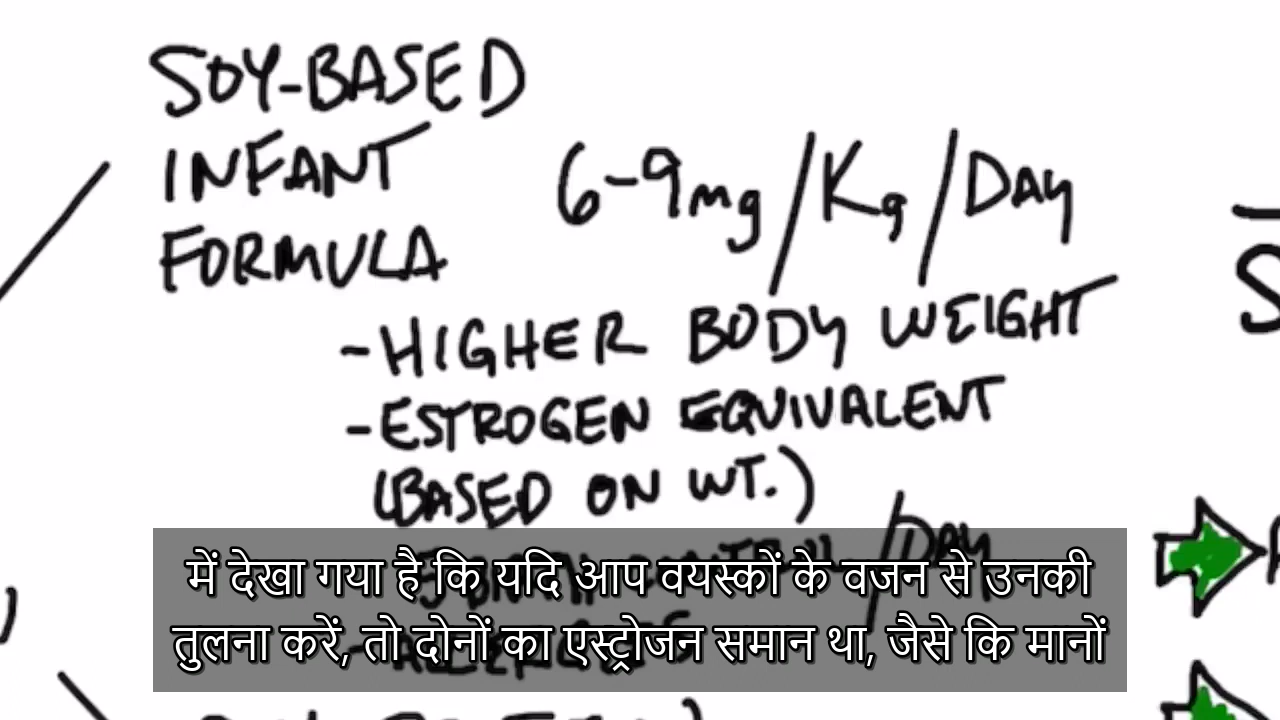 SOY-BASED
INFANT
FORMULA
6-9mg/Kg/DAY
-HIGHER BODY WEIGHT
-ESTROGEN EQUIVALENT
(BASED ON WT.)
/DAY
में देखा गया है कि यदि आप वयस्कों के वजन से उनकी
तुलना करें, तो दोनों का एस्ट्रोजन समान था, जैसे कि मानों